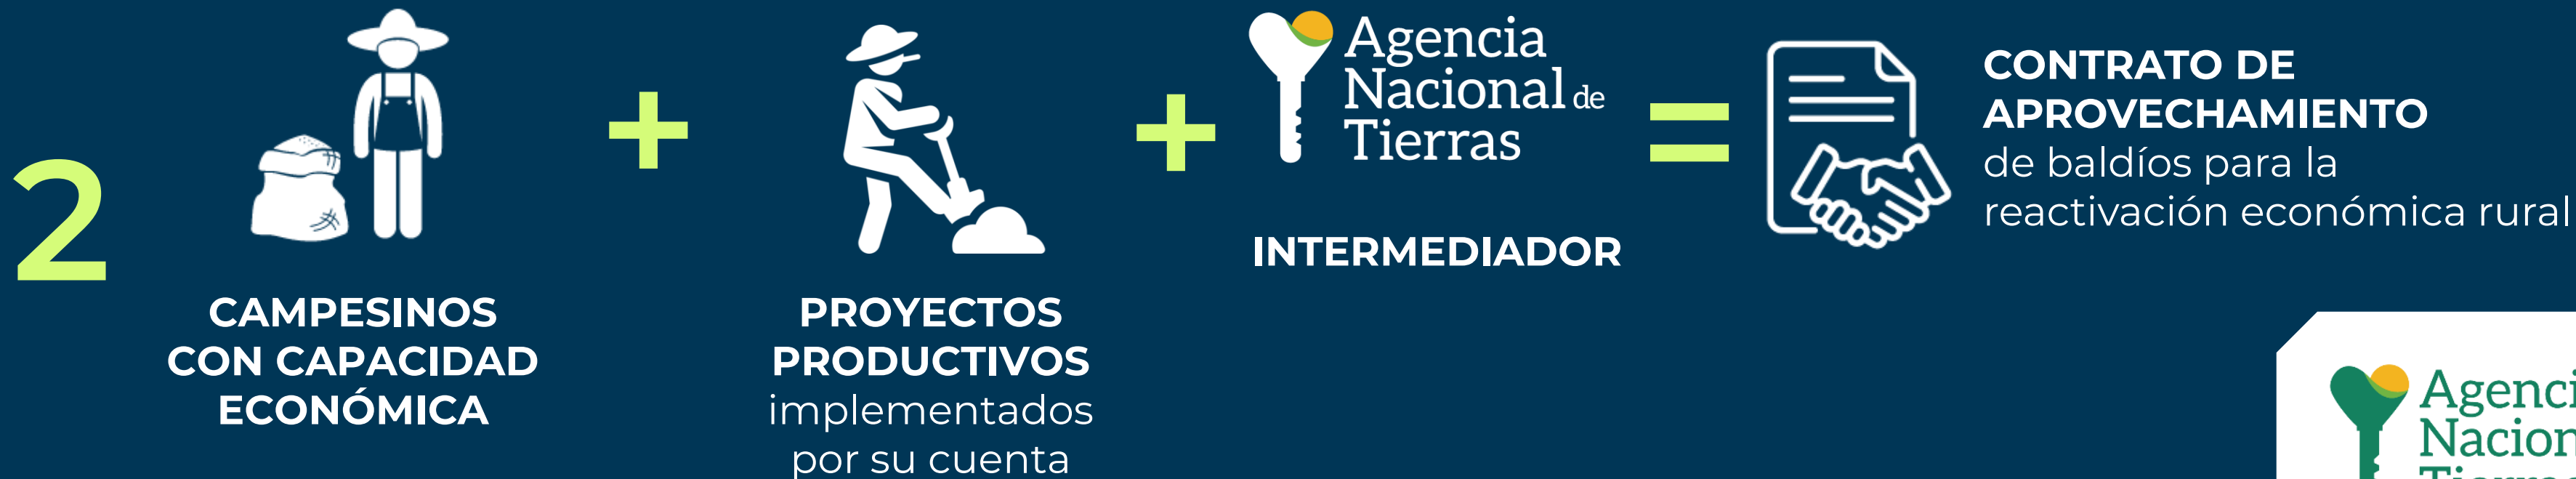 2
CAMPESINOS
CON CAPACIDAD
ECONÓMICA
+
PROYECTOS
PRODUCTIVOS
implementados
por su cuenta
+
Agencia
Nacional de
Tierras
INTERMEDIADOR
=
CONTRATO DE
APROVECHAMIENTO
de baldíos para la
reactivación económica rural